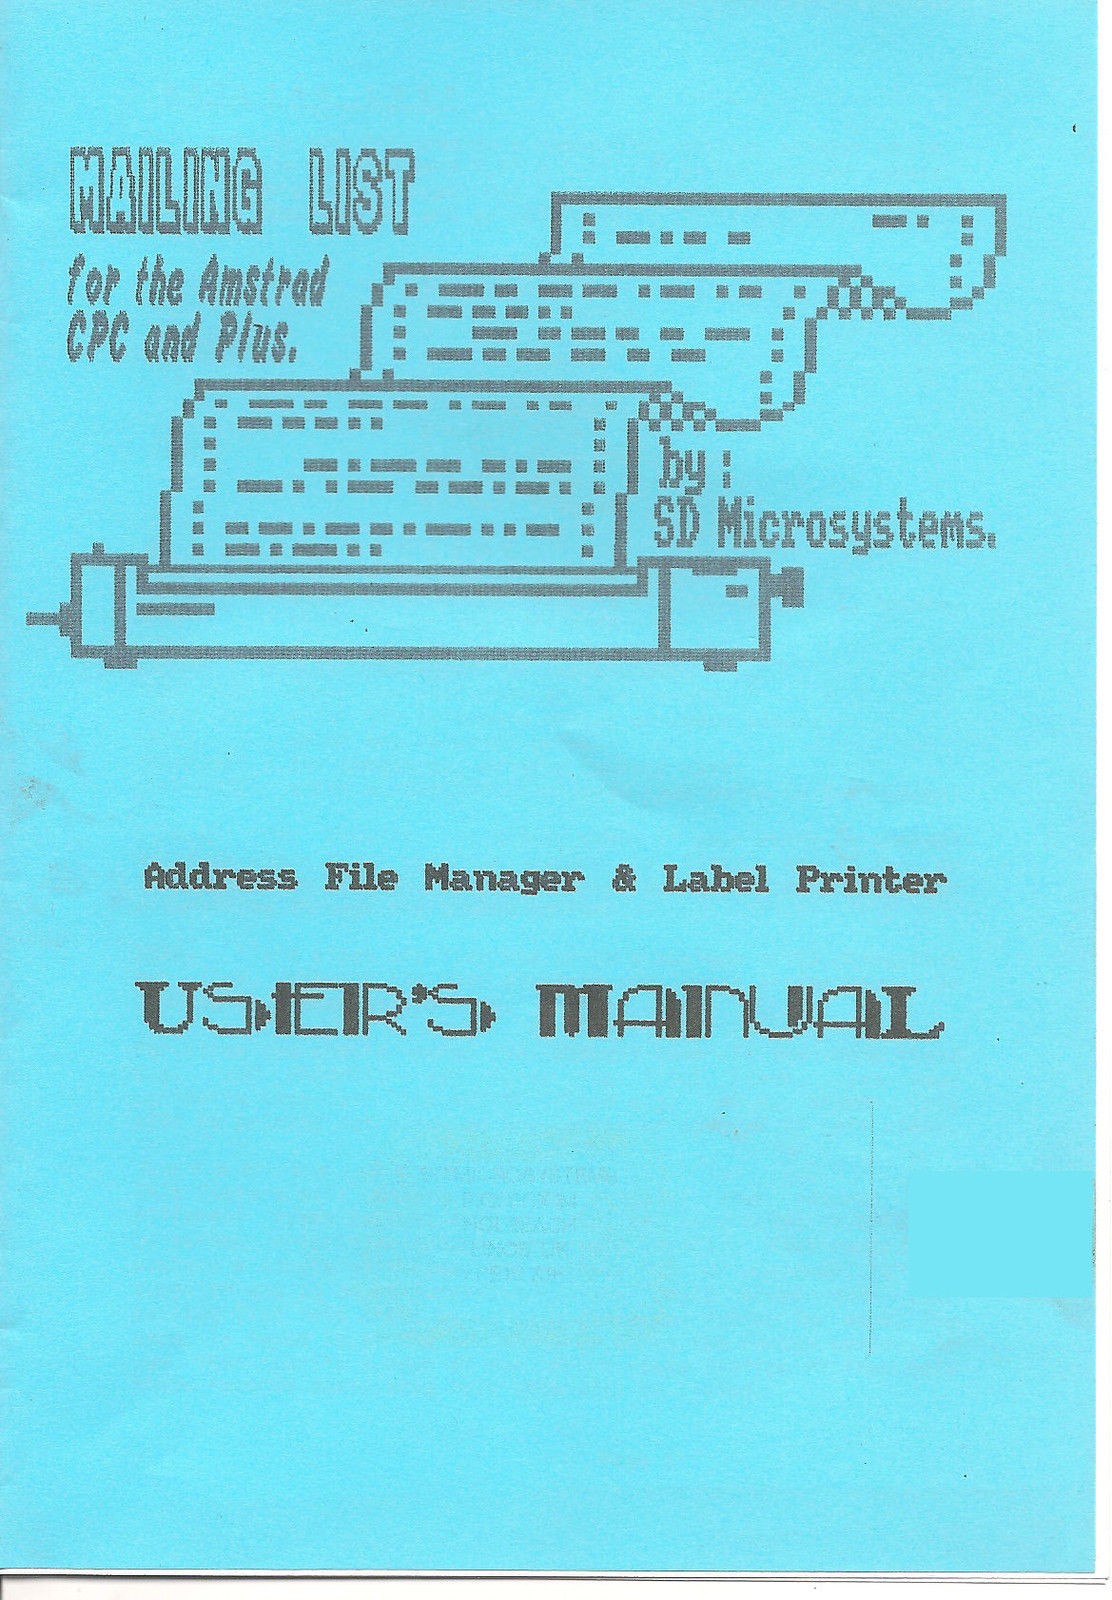 MAILING LIST
for the Amstrad
CPC and Plus.
by:
SD Microsystems.
Address File Manager & Label Printer
USER'S MANUAL